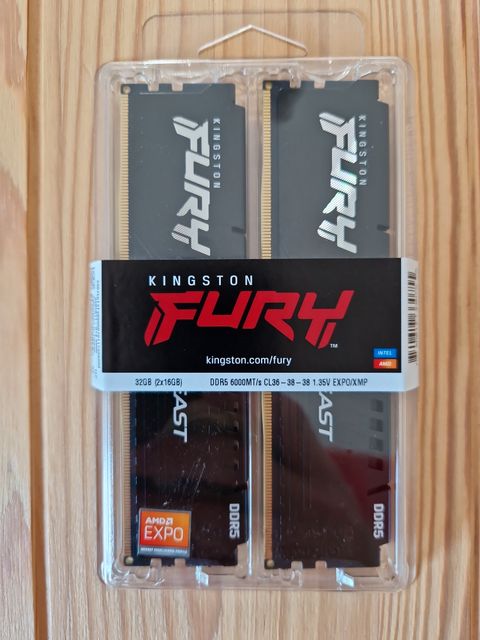 KINGSTON
FURY
KINGSTON
FURY
KINGSTON
FURY™
kingston.com/fury
INTEL
AMD
32GB (2x16GB)
DDR5 6000MT/s CL36-38-38 1.35V EXPO/XMP
EAST
EAST
DDR5
DDR5
AMD
EXPO